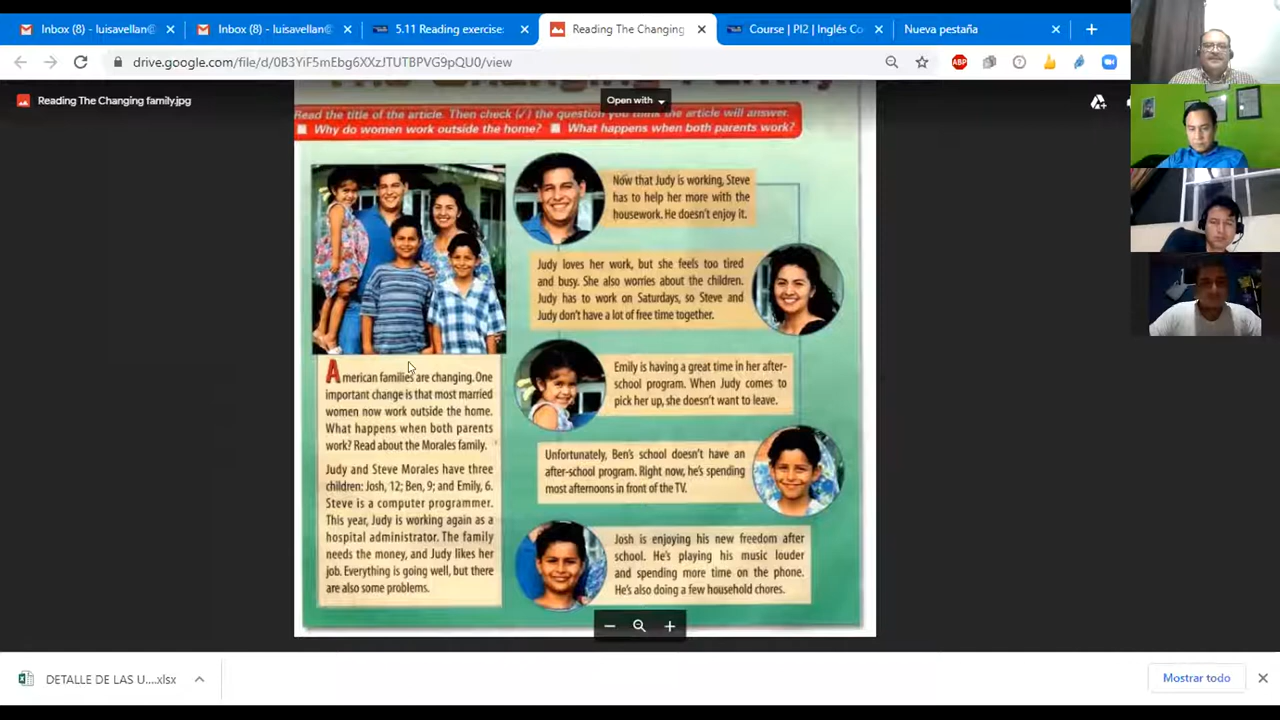 Inbox (8) - luisavellan@
Inbox (8) - luisavellan@
5.11 Reading exercise:
Reading The Changing
Course | PI2 | Inglés Co
Nueva pestaña
drive.google.com/file/d/0B3YiF5mEbg6XXzJTUTBPVG9pQU0/view
ABP
Reading The Changing family.jpg
Open with
Read the title of the article. Then check (✓) the question you think the article will answer.
Why do women work outside the home? What happens when both parents work?
American families are changing. One
important change is that most married
women now work outside the home.
What happens when both parents
work? Read about the Morales family.
Judy and Steve Morales have three
children: Josh, 12; Ben, 9; and Emily, 6.
Steve is a computer programmer.
This year, Judy is working again as a
hospital administrator. The family
needs the money, and Judy likes her
job. Everything is going well, but there
are also some problems.
Now that Judy is working, Steve
has to help her more with the
housework. He doesn't enjoy it.
Judy loves her work, but she feels too tired
and busy. She also worries about the children.
Judy has to work on Saturdays, so Steve and
Judy don't have a lot of free time together.
Emily is having a great time in her after-
school program. When Judy comes to
pick her up, she doesn't want to leave.
Unfortunately, Ben's school doesn't have an
after-school program. Right now, he's spending
most afternoons in front of the TV.
Josh is enjoying his new freedom after
school. He's playing his music louder
and spending more time on the phone.
He's also doing a few household chores.
DETALLE DE LAS U....xlsx
Mostrar todo